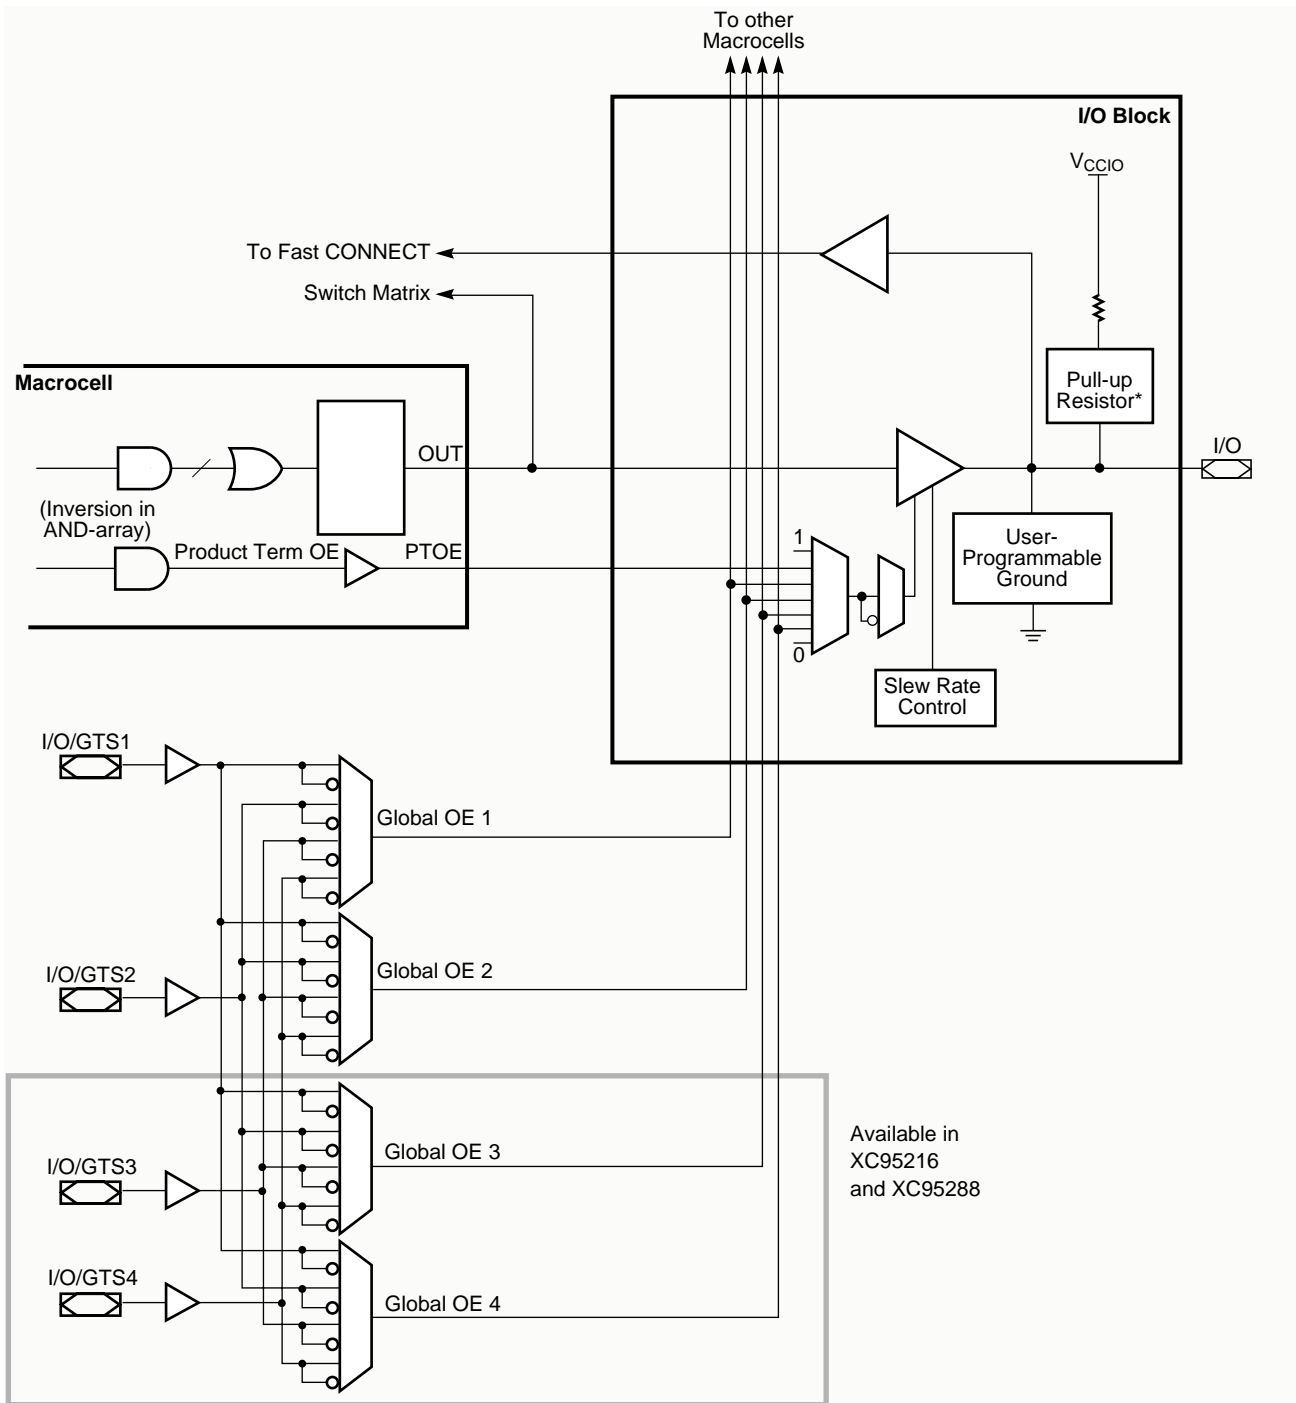 To other
Macrocells
I/O Block
VCCIO
To Fast CONNECT
Switch Matrix
Macrocell
Pull-up
Resistor*
OUT
I/O
(Inversion in
AND-array)
Product Term OE
PTOE
1
User-
Programmable
Ground
0
Slew Rate
Control
I/O/GTS1
Global OE 1
I/O/GTS2
Global OE 2
Available in
XC95216
and XC95288
I/O/GTS3
Global OE 3
I/O/GTS4
Global OE 4